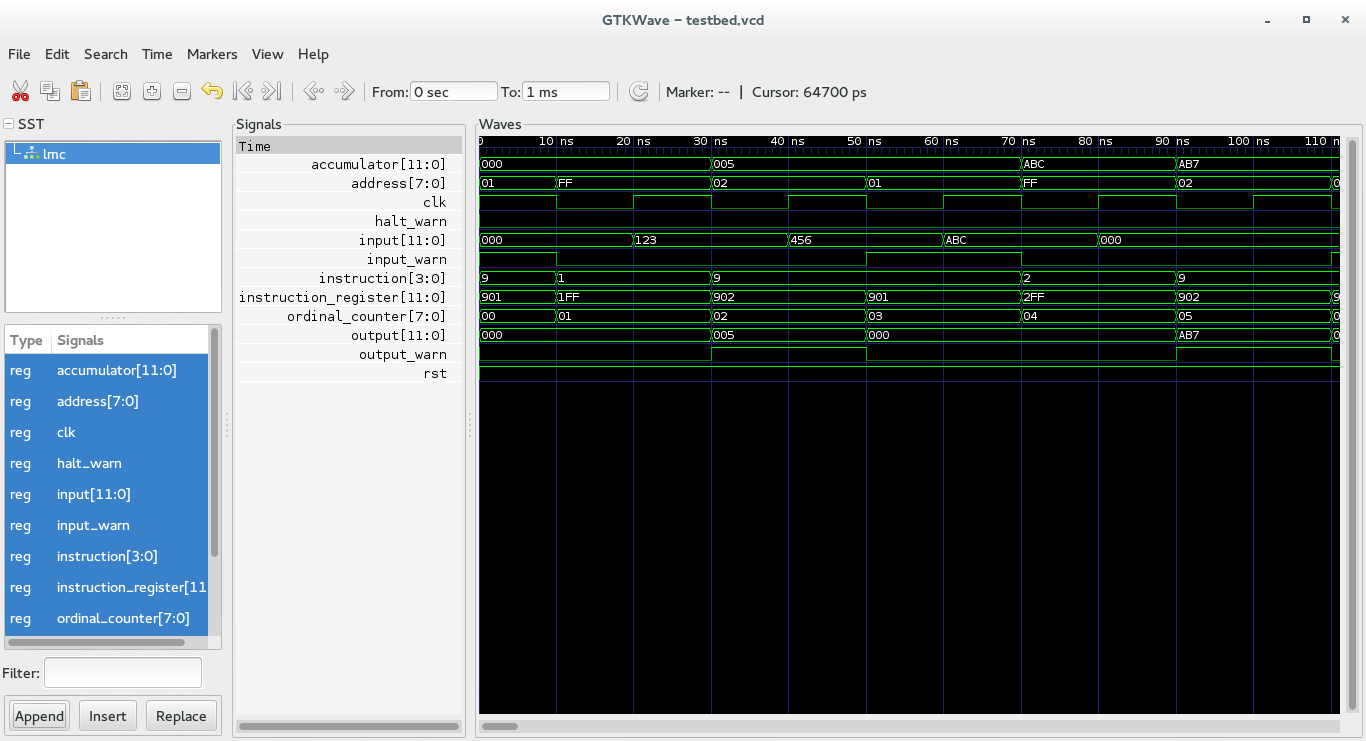 GTKWave – testbed.vcd
File Edit Search Time Markers View Help
From: 0 sec To: 1 ms Marker: -- | Cursor: 64700 ps
SST
lmc
Type Signals
reg accumulator[11:0]
reg address[7:0]
reg clk
reg halt_warn
reg input[11:0]
reg input_warn
reg instruction[3:0]
reg instruction_register[11
reg ordinal_counter[7:0]
Filter:
Append Insert Replace
Signals
Time
accumulator[11:0]
address[7:0]
clk
halt_warn
input[11:0]
input_warn
instruction[3:0]
instruction_register[11:0]
ordinal_counter[7:0]
output[11:0]
output_warn
rst
Waves
0 10 ns 20 ns 30 ns 40 ns 50 ns 60 ns 70 ns 80 ns 90 ns 100 ns 110 n
000 005 ABC AB7
01 FF 02 01 FF 02 0
000 123 456 ABC 000
9 1 9 2 9
901 1FF 902 901 2FF 902 9
00 01 02 03 04 05 0
000 005 000 AB7 0